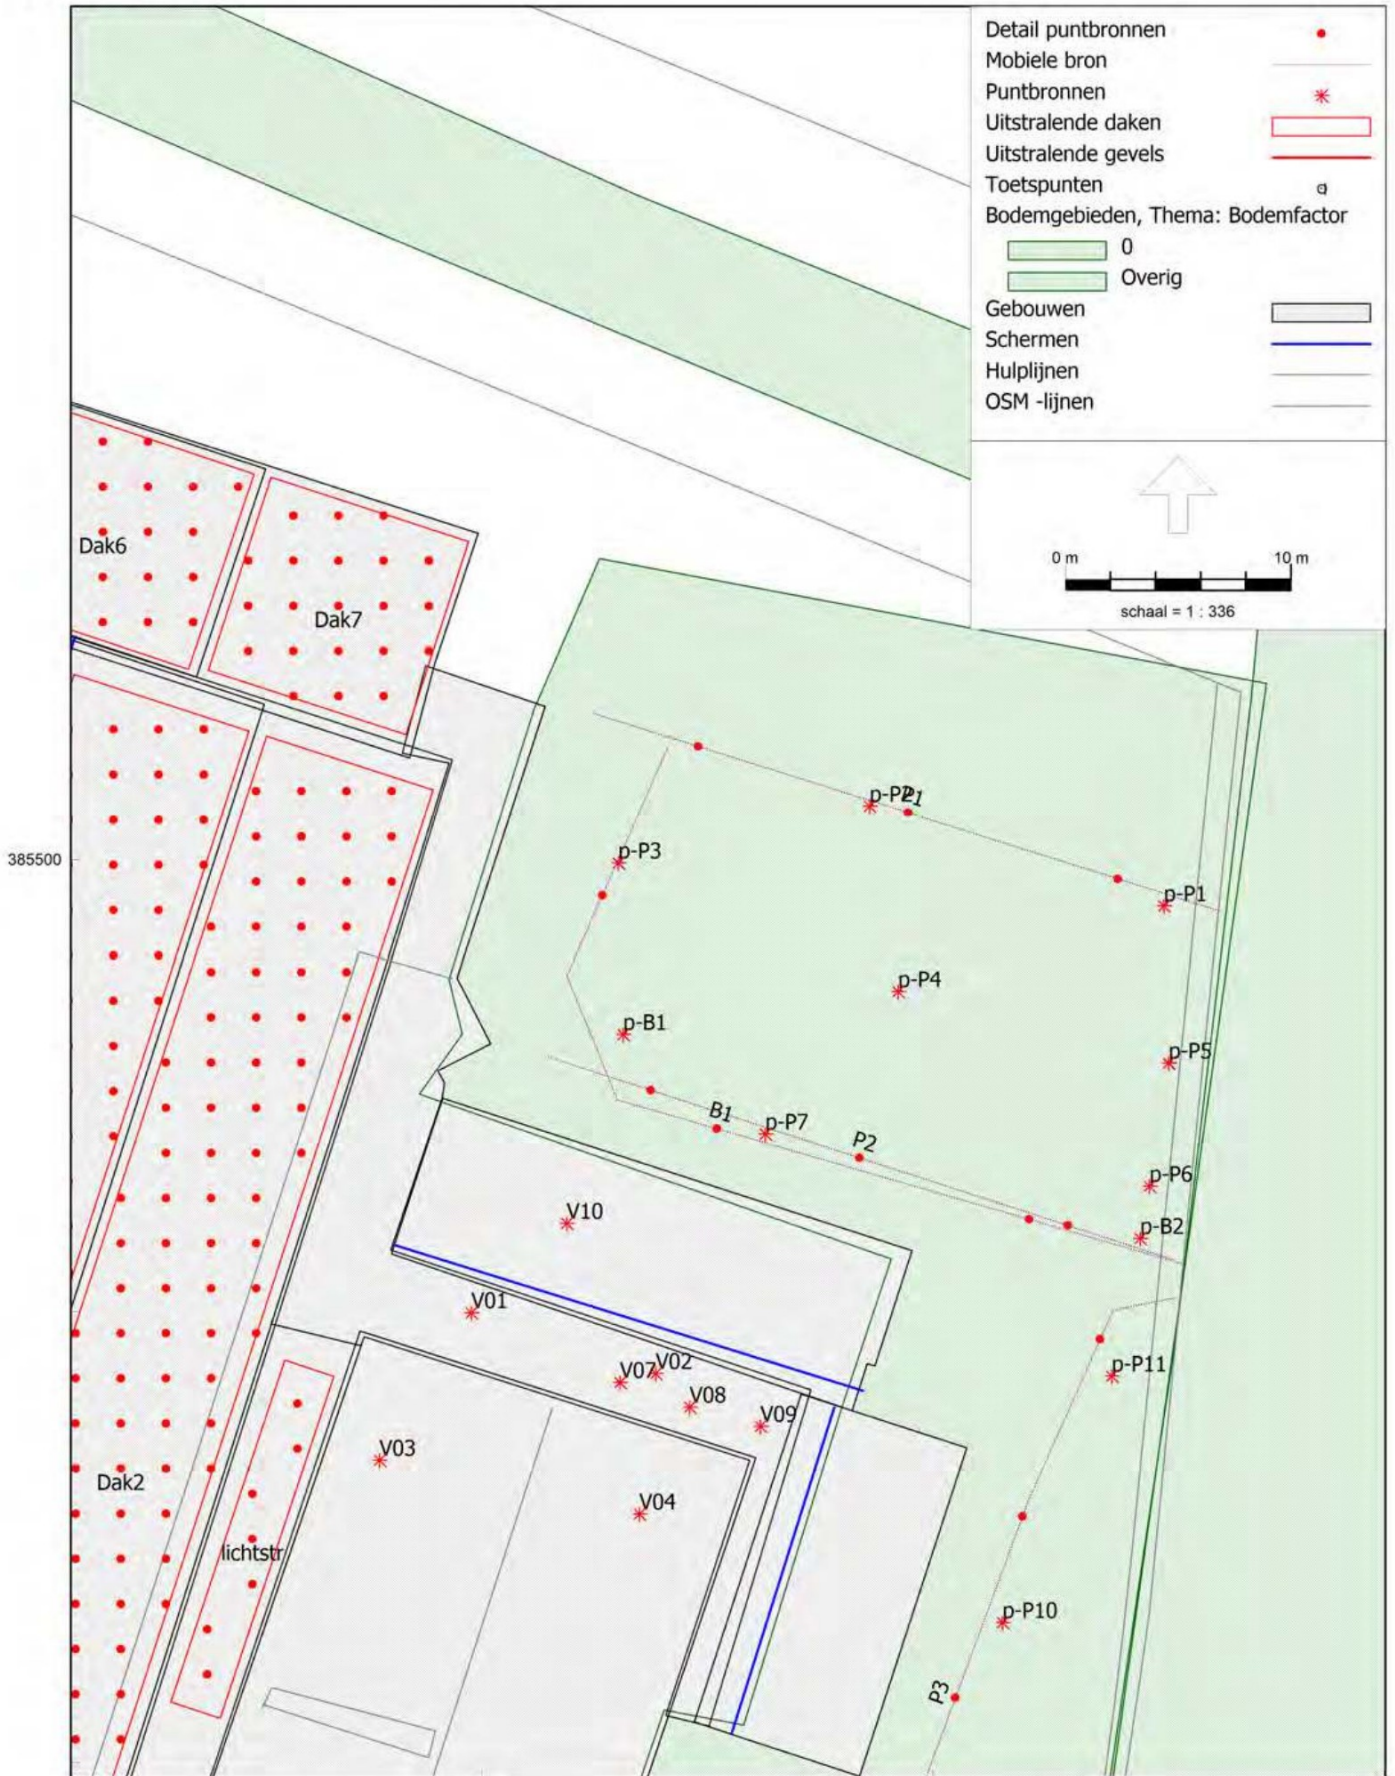 Detail puntbronnen
Mobiele bron
Puntbronnen
Uitstralende daken
Uitstralende gevels
Toetspunten
Bodemgebieden, Thema: Bodemfactor
0
Overig
Gebouwen
Schermen
Hulplijnen
OSM -lijnen
0 m 10 m
schaal = 1 : 336
Dak6
Dak7
385500
p-P2
P1
p-P3
p-P1
p-P4
p-B1
p-P5
B1
p-P7
P2
p-P6
p-B2
V10
V01
V07
V02
V08
V09
p-P11
V03
V04
Dak2
lichtstr
p-P10
P3